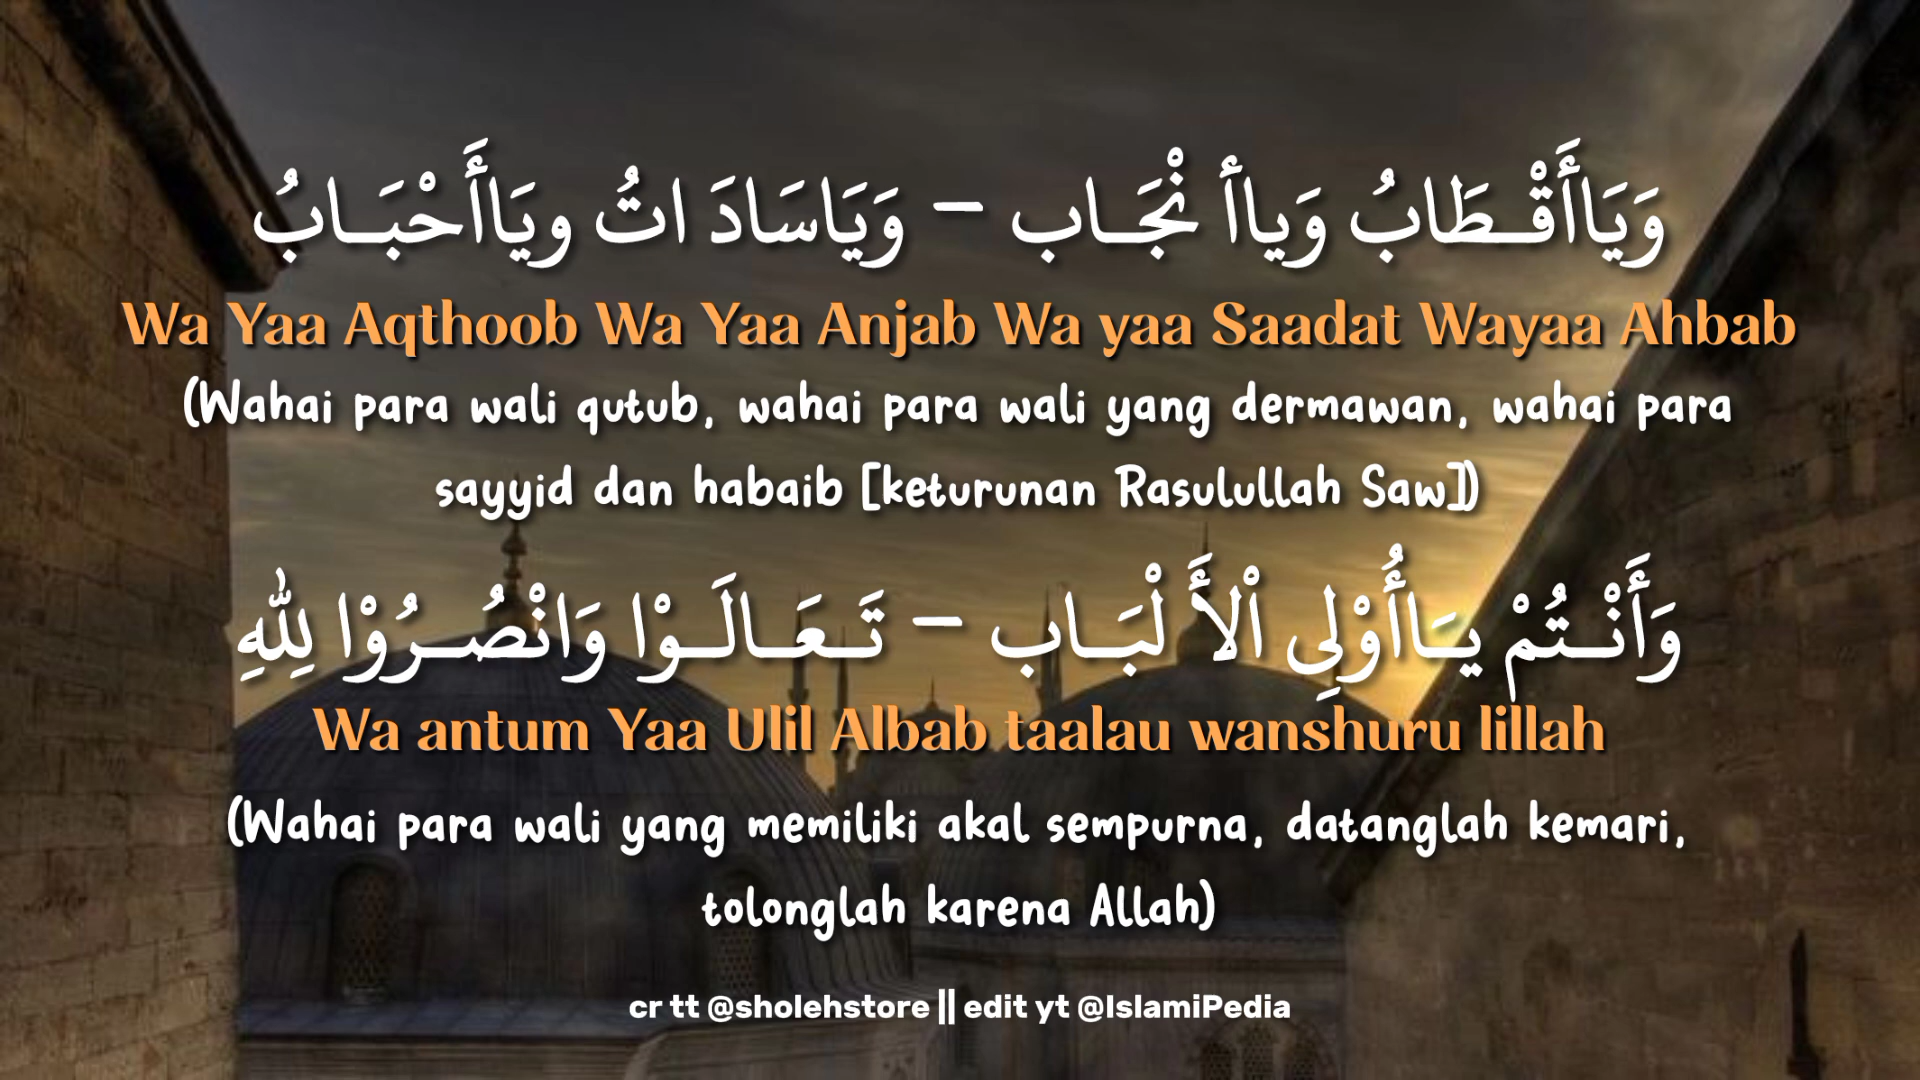 وَيَاأَقْـطَابُ وَياأ نْجَـاب - وَيَاسَادَ اتُ ويَاأَحْبَـابُ
Wa Yaa Aqthoob Wa Yaa Anjab Wa yaa Saadat Wayaa Ahbab
(Wahai para wali qutub, wahai para wali yang dermawan, wahai para
sayyid dan habaib [keturunan Rasulullah Saw])
وَأَنْـتُمْ يَـاأُوْلِى اْلأَ لْبَـاب - تَـعَـالَـوْا وَانْصُـرُوْا لِلّٰهِ
Wa antum Yaa Ulil Albab taalau wanshuru lillah
(Wahai para wali yang memiliki akal sempurna, datanglah kemari,
tolonglah karena Allah)
cr tt @sholehstore || edit yt @IslamiPedia